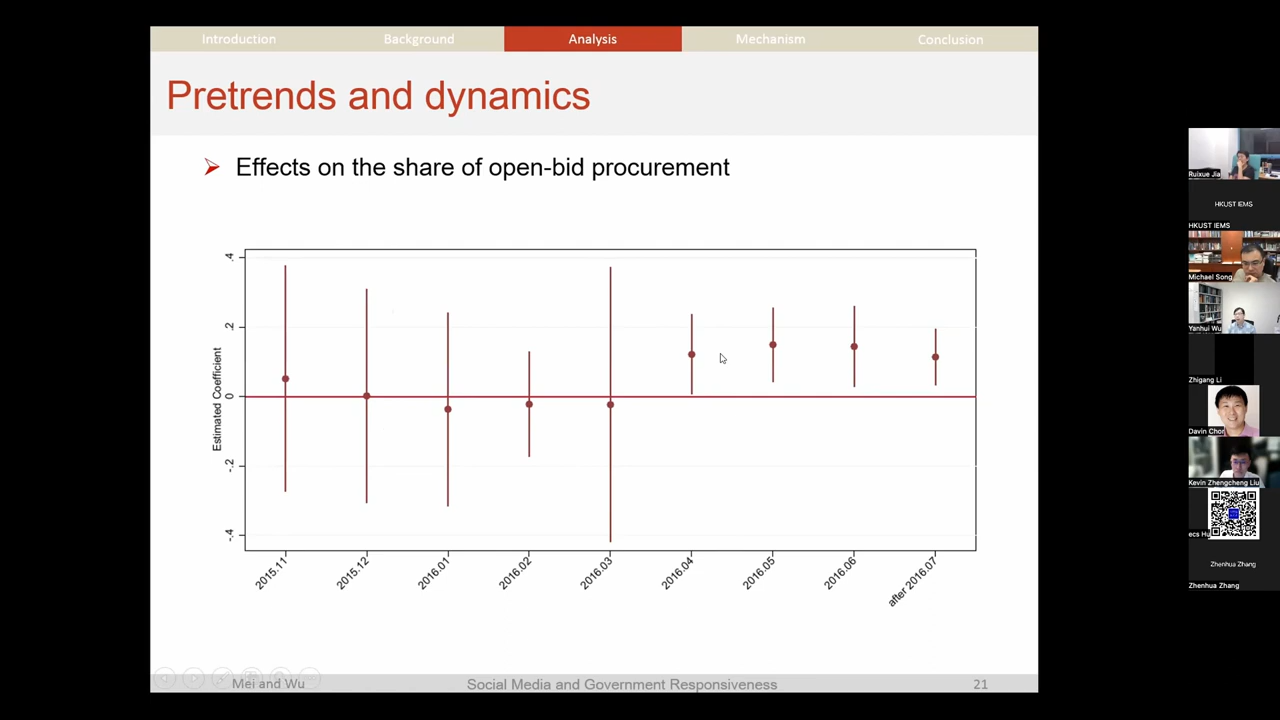 Introduction
Background
Analysis
Mechanism
Conclusion
Pretrends and dynamics
Effects on the share of open-bid procurement
Estimated Coefficient
.4
.2
0
-.2
-.4
2015.11
2015.12
2016.01
2016.02
2016.03
2016.04
2016.05
2016.06
after 2016.07
Mei and Wu
Social Media and Government Responsiveness
21
Ruixue Jia
HKUST IEMS
HKUST IEMS
Michael Song
Yanhui Wu
Zhigang Li
Davin Chor
Kevin Zhengcheng Liu
Zhenhua Zhang
Zhenhua Zhang